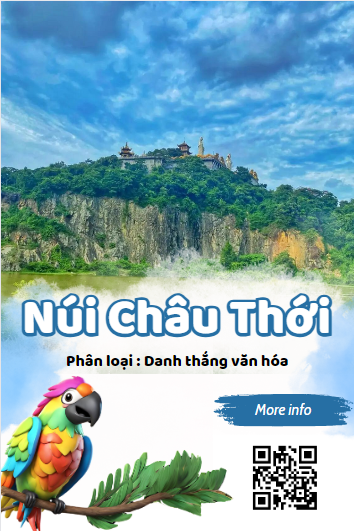 Núi Châu Thới
Phân loại : Danh thắng văn hóa
More info